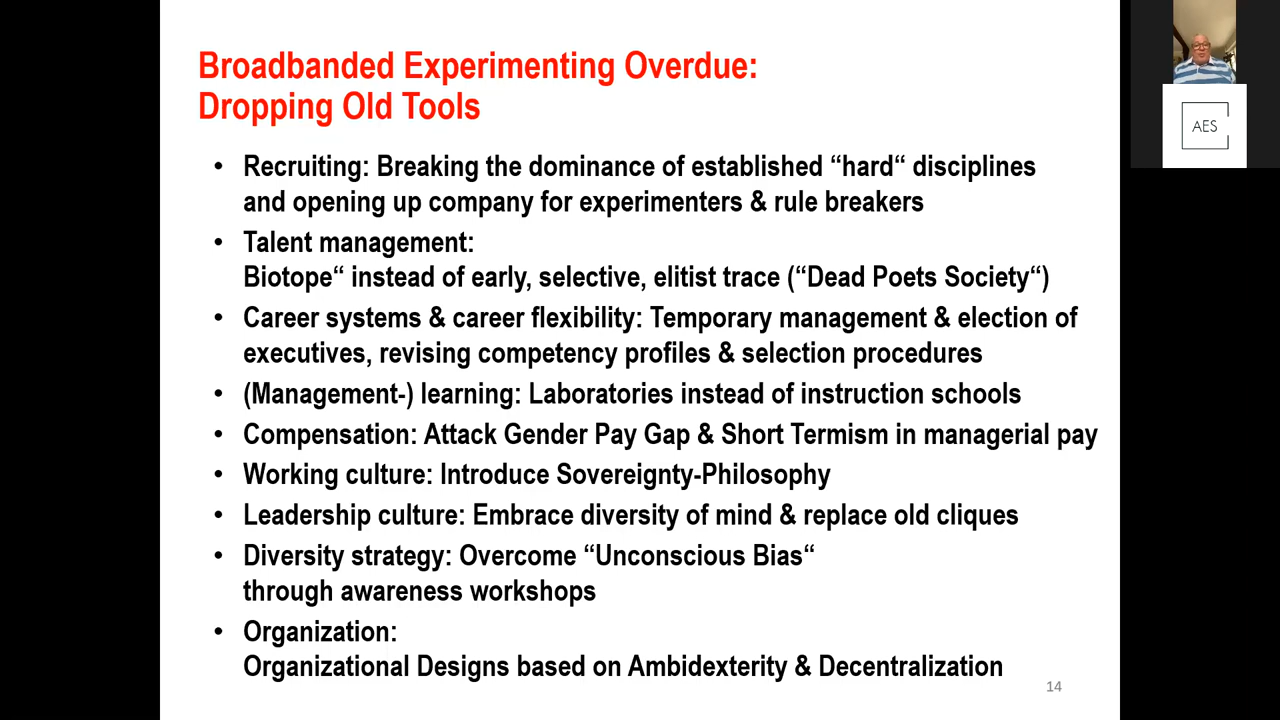 Broadbanded Experimenting Overdue:
Dropping Old Tools
• Recruiting: Breaking the dominance of established “hard“ disciplines
and opening up company for experimenters & rule breakers
• Talent management:
Biotope“ instead of early, selective, elitist trace (“Dead Poets Society“)
• Career systems & career flexibility: Temporary management & election of
executives, revising competency profiles & selection procedures
• (Management-) learning: Laboratories instead of instruction schools
• Compensation: Attack Gender Pay Gap & Short Termism in managerial pay
• Working culture: Introduce Sovereignty-Philosophy
• Leadership culture: Embrace diversity of mind & replace old cliques
• Diversity strategy: Overcome “Unconscious Bias“
through awareness workshops
• Organization:
Organizational Designs based on Ambidexterity & Decentralization
14
AES